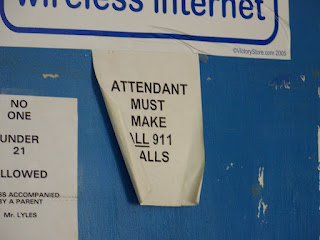 wireless internet
©VictoryStore.com 2005
ATTENDANT
MUST
MAKE
ALL 911
ALLS
NO
ONE
UNDER
21
LLOWED
SS ACCOMPANIED
BY A PARENT
Mr. LYLES